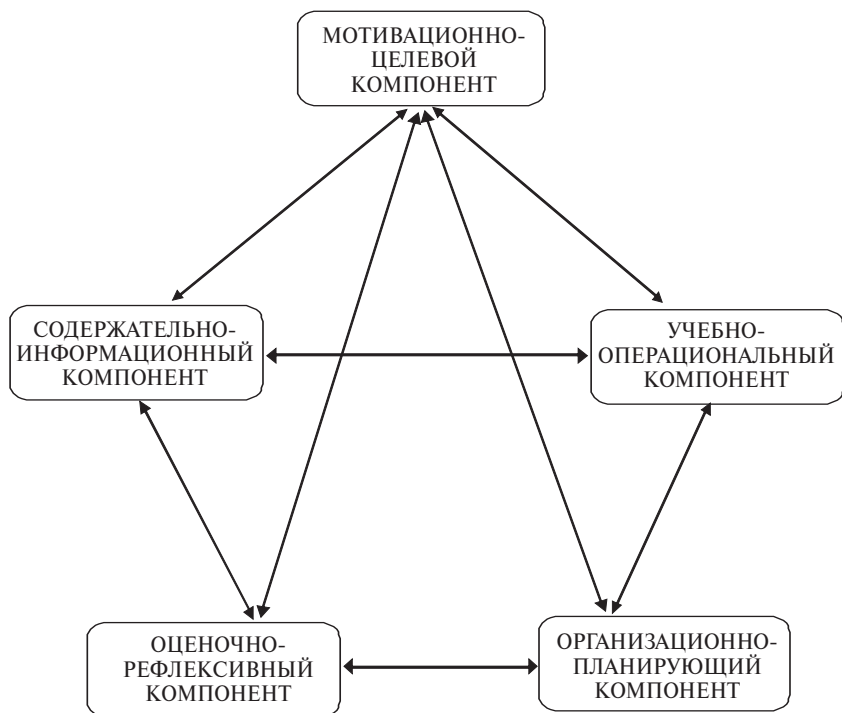 МОТИВАЦИОННО-
ЦЕЛЕВОЙ
КОМПОНЕНТ
СОДЕРЖАТЕЛЬНО-
ИНФОРМАЦИОННЫЙ
КОМПОНЕНТ
УЧЕБНО-
ОПЕРАЦИОНАЛЬНЫЙ
КОМПОНЕНТ
ОЦЕНОЧНО-
РЕФЛЕКСИВНЫЙ
КОМПОНЕНТ
ОРГАНИЗАЦИОННО-
ПЛАНИРУЮЩИЙ
КОМПОНЕНТ